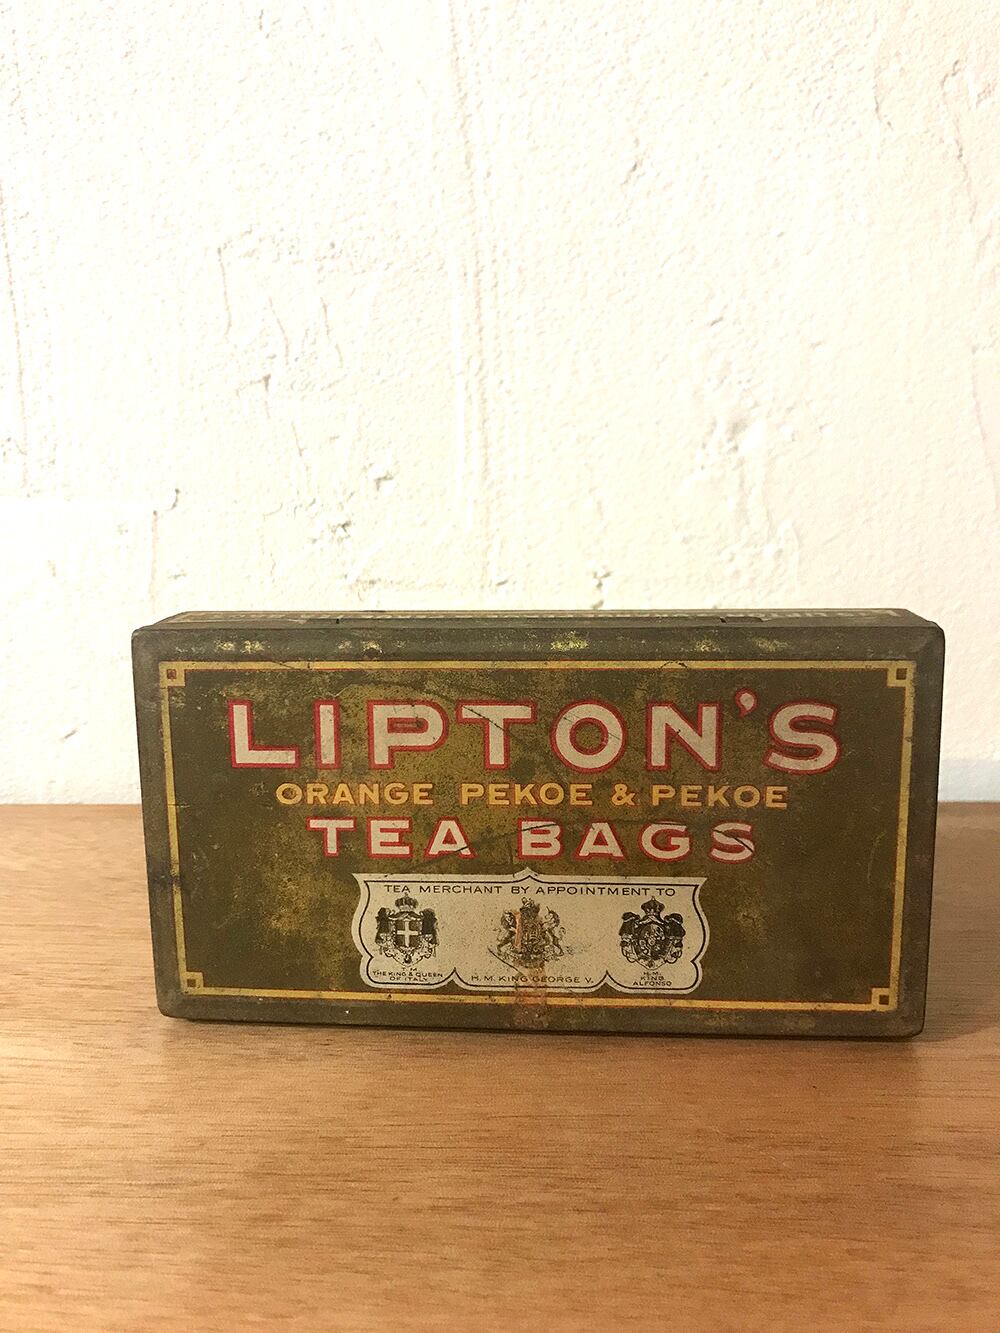 LIPTON'S
ORANGE PEKOE & PEKOE
TEA BAGS
TEA MERCHANT BY APPOINTMENT TO
T.M.
THE KING & QUEEN
OF ITALY.
H.M. KING GEORGE V.
H.M.
KING
ALFONSO